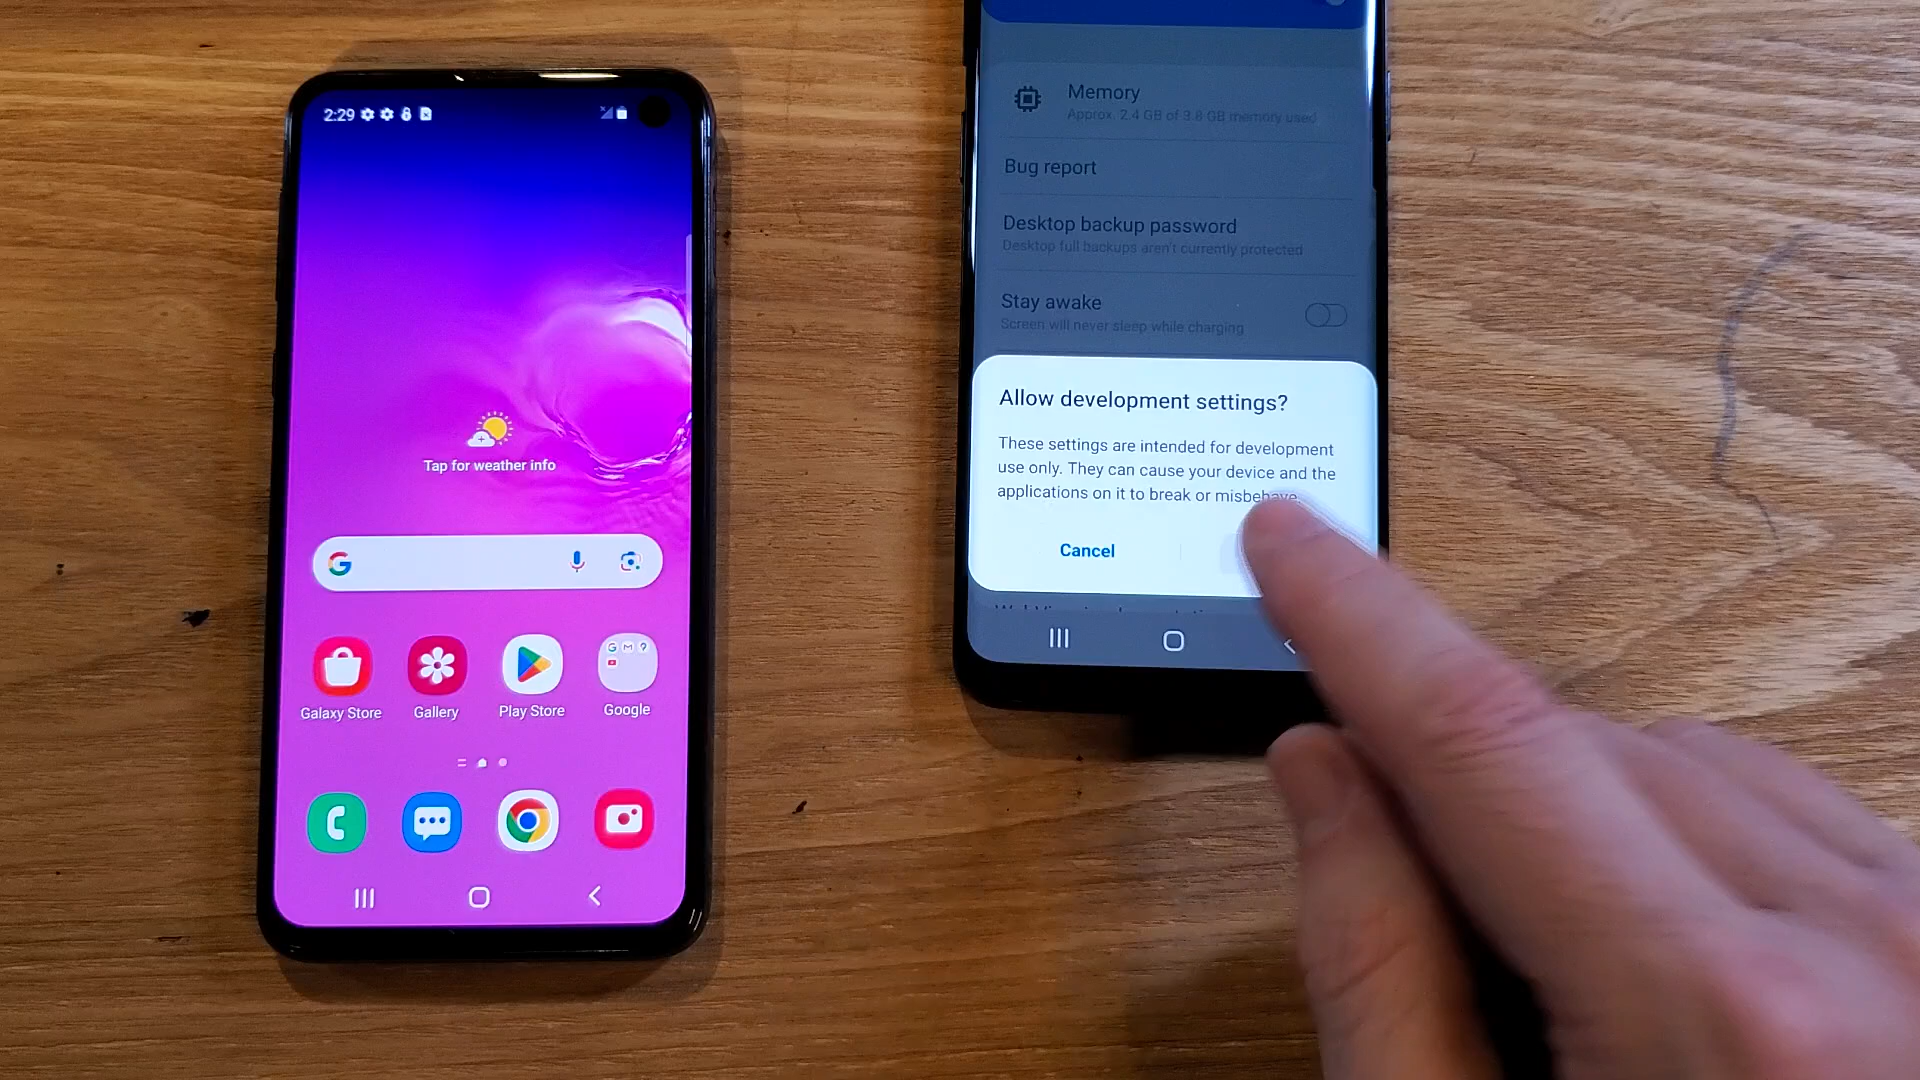 2:29
Tap for weather info
Galaxy Store
Gallery
Play Store
Google
Memory
Approx. 2.4 GB of 3.8 GB memory used
Bug report
Desktop backup password
Desktop full backups aren't currently protected
Stay awake
Screen will never sleep while charging
Allow development settings?
These settings are intended for development
use only. They can cause your device and the
applications on it to break or misbehave.
Cancel